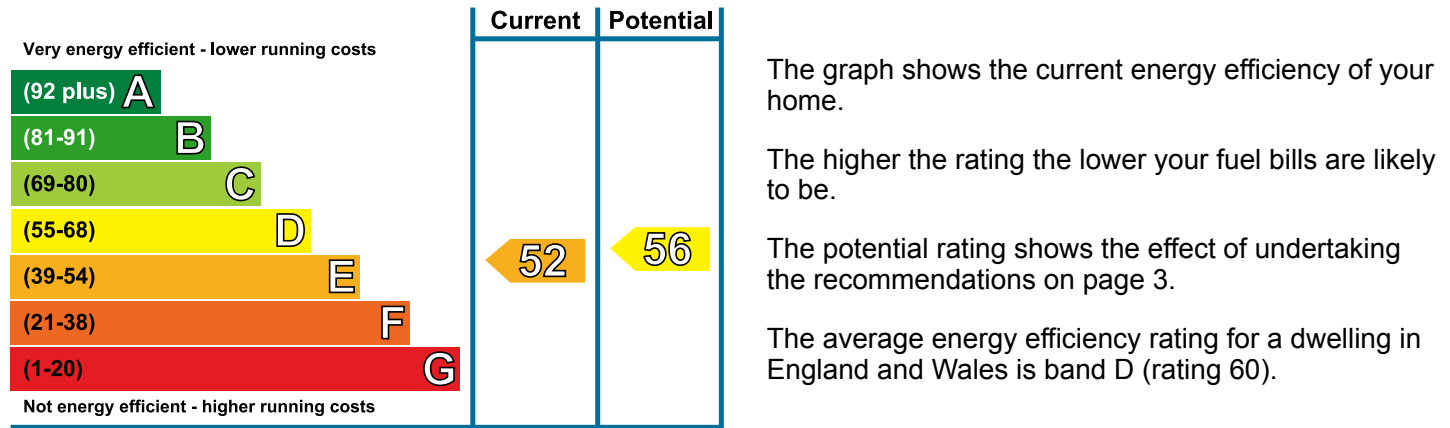 Current Potential
Very energy efficient - lower running costs
(92 plus) A
(81-91) B
(69-80) C
(55-68) D
(39-54) E
(21-38) F
(1-20) G
Not energy efficient - higher running costs
52
56
The graph shows the current energy efficiency of your
home.
The higher the rating the lower your fuel bills are likely
to be.
The potential rating shows the effect of undertaking
the recommendations on page 3.
The average energy efficiency rating for a dwelling in
England and Wales is band D (rating 60).